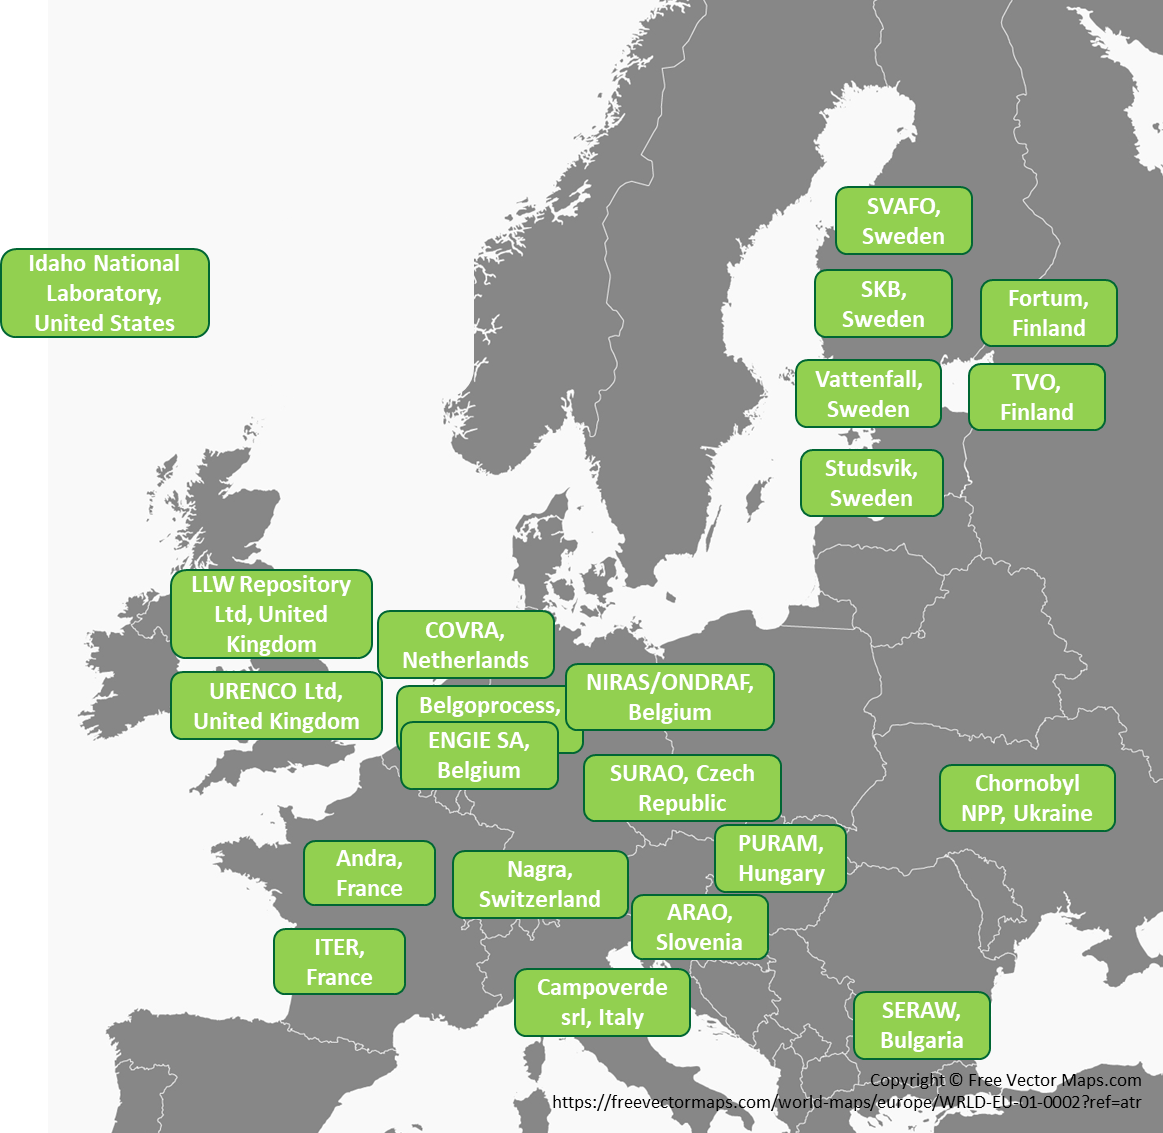 SVAFO,
Sweden
Idaho National
Laboratory,
United States
SKB,
Sweden
Fortum,
Finland
Vattenfall,
Sweden
TVO,
Finland
Studsvik,
Sweden
LLW Repository
Ltd, United
Kingdom
COVRA,
Netherlands
URENCO Ltd,
United Kingdom
NIRAS/ONDRAF,
Belgium
Belgoprocess,
ENGIE SA,
Belgium
SURAO, Czech
Republic
Chornobyl
NPP, Ukraine
PURAM,
Hungary
Andra,
France
Nagra,
Switzerland
ARAO,
Slovenia
ITER,
France
Campoverde
srl, Italy
SERAW,
Bulgaria
Copyright © Free Vector Maps.com
https://freevectormaps.com/world-maps/europe/WRLD-EU-01-0002?ref=atr